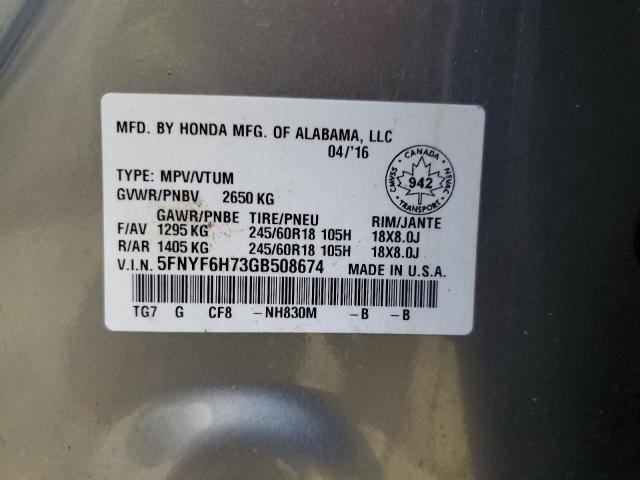 MFD. BY HONDA MFG. OF ALABAMA, LLC
04/'16
TYPE: MPV/VTUM
GVWR/PNBV 2650 KG
GAWR/PNBE TIRE/PNEU RIM/JANTE
F/AV 1295 KG 245/60R18 105H 18X8.0J
R/AR 1405 KG 245/60R18 105H 18X8.0J
V.I.N. 5FNYF6H73GB508674 MADE IN U.S.A.
TG7 G CF8 -NH830M -B -B
CANADA
CMVSS 942 NSVAC
TRANSPORT